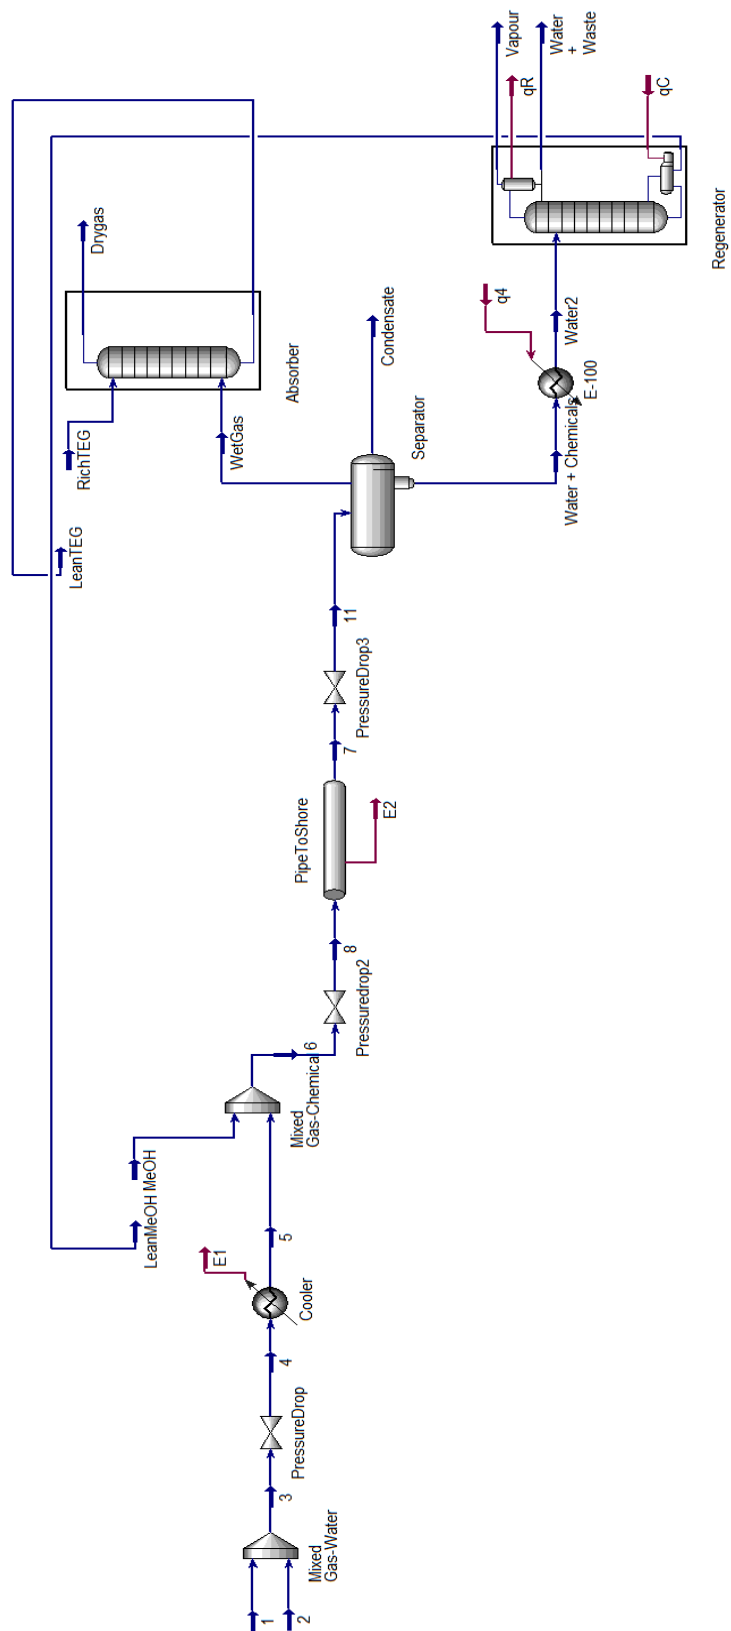 1
2
Mixed
Gas-Water
3
PressureDrop
4
Cooler
E1
5
LeanMeOH
MeOH
Mixed
Gas-Chemical
6
Pressuredrop2
8
PipeToShore
E2
7
PressureDrop3
11
Separator
Condensate
WetGas
LeanTEG
RichTEG
Absorber
Drygas
Water + Chemicals
E-100
q4
Water2
Regenerator
qC
qR
Vapour
Water
+
Waste